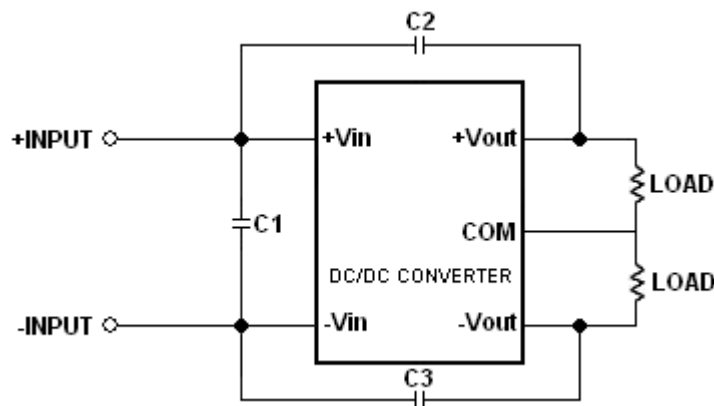 C2
+INPUT
+Vin
+Vout
LOAD
C1
COM
DC/DC CONVERTER
LOAD
-INPUT
-Vin
-Vout
C3